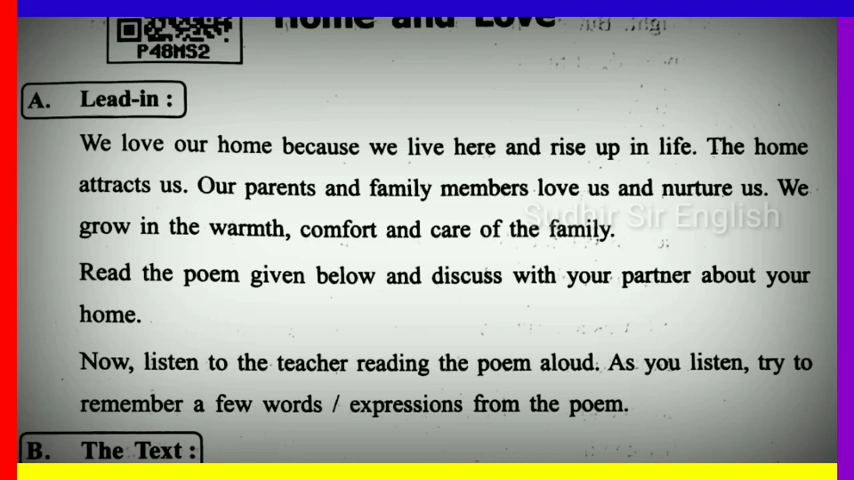 Home and Love
P48MS2
A. Lead-in :
We love our home because we live here and rise up in life. The home
attracts us. Our parents and family members love us and nurture us. We
Sudhir Sir English
grow in the warmth, comfort and care of the family.
Read the poem given below and discuss with your partner about your
home.
Now, listen to the teacher reading the poem aloud. As you listen, try to
remember a few words / expressions from the poem.
B. The Text :